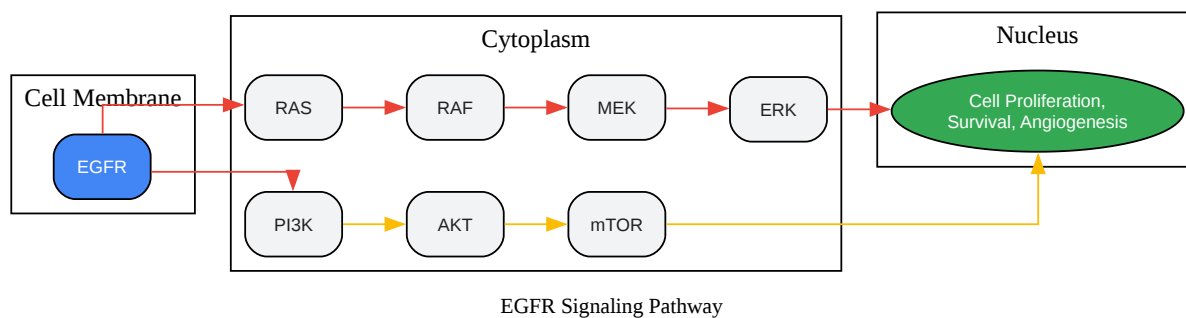 Cell Membrane
EGFR
Cytoplasm
RAS
RAF
MEK
ERK
PI3K
AKT
mTOR
Nucleus
Cell Proliferation,
Survival, Angiogenesis
EGFR Signaling Pathway